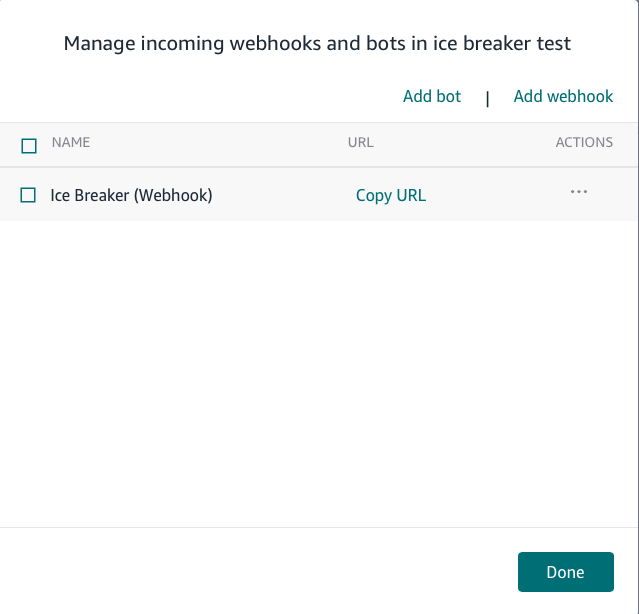 Manage incoming webhooks and bots in ice breaker test
Add bot | Add webhook
NAME URL ACTIONS
Ice Breaker (Webhook) Copy URL ...
Done